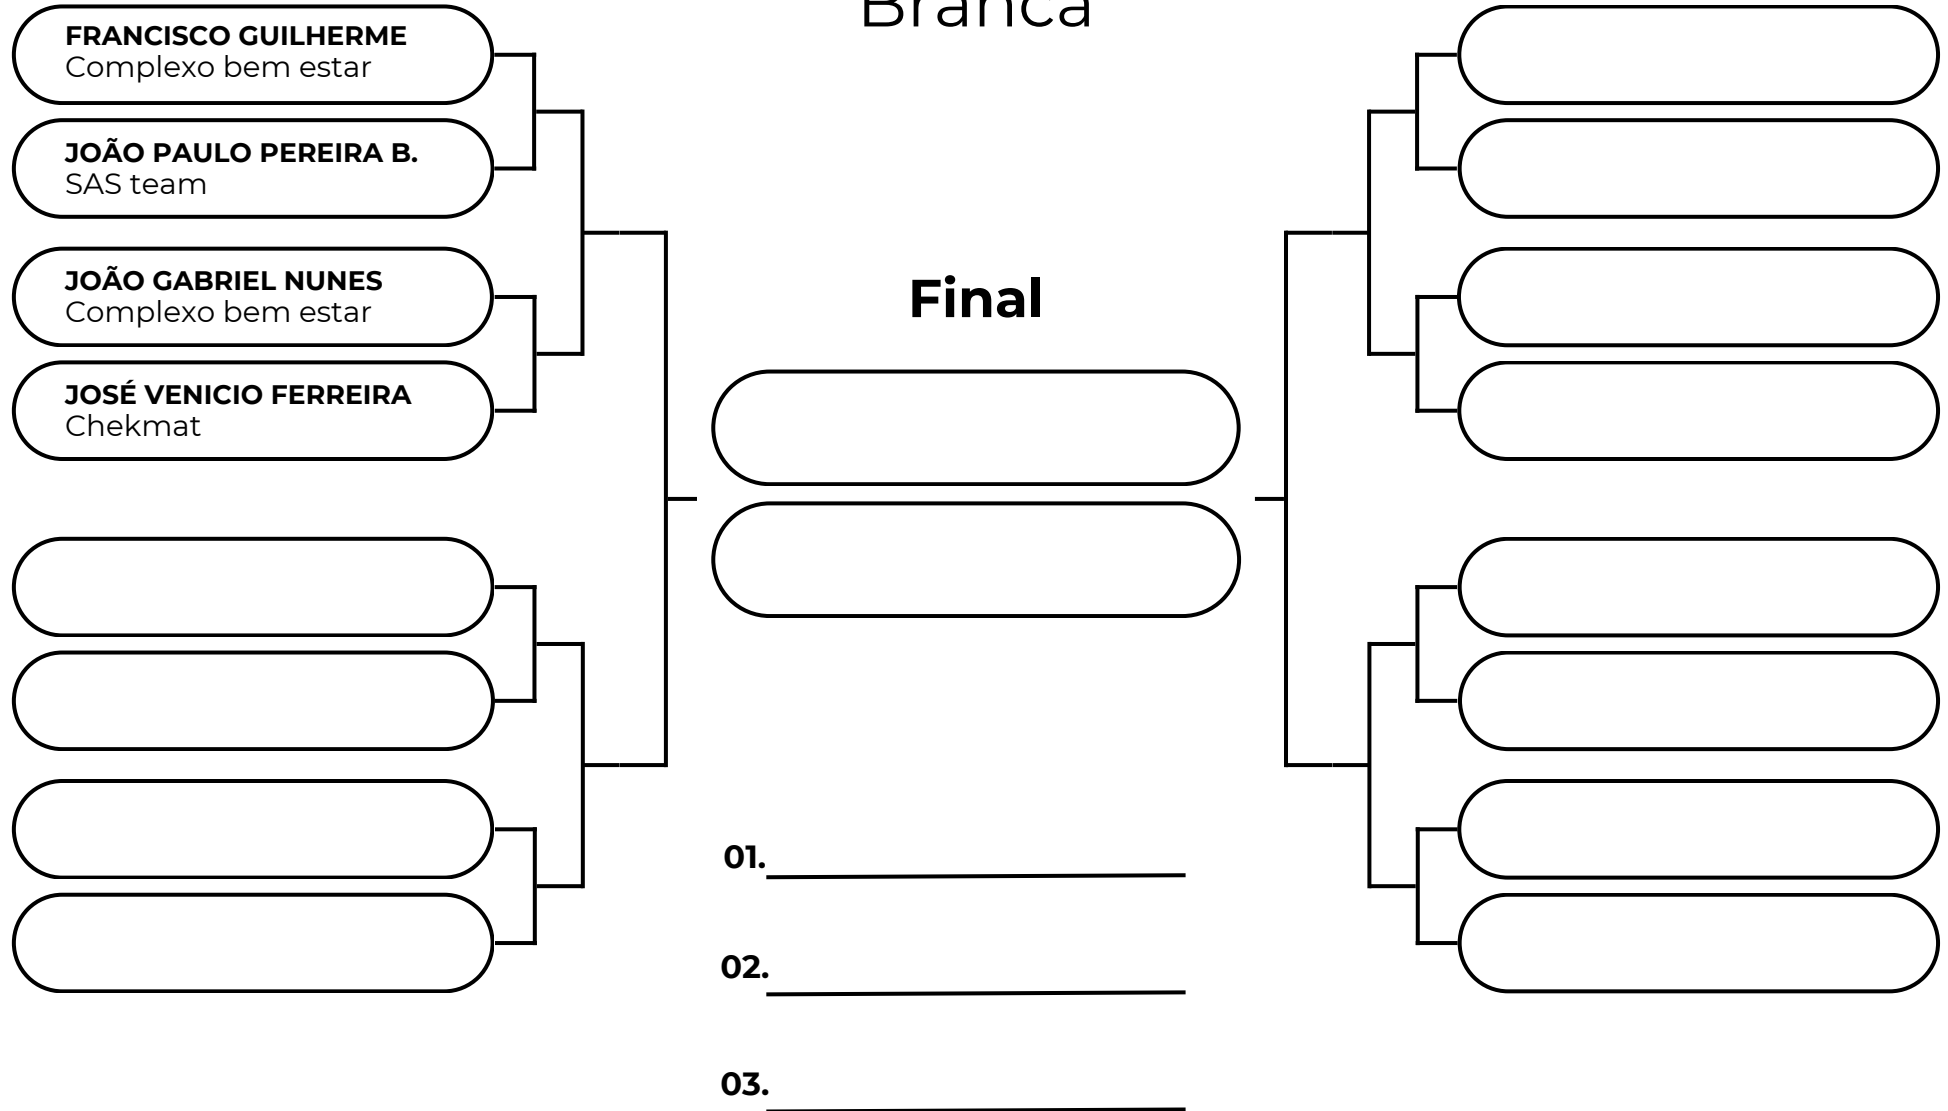 Branca
FRANCISCO GUILHERME
Complexo bem estar
JOÃO PAULO PEREIRA B.
SAS team
JOÃO GABRIEL NUNES
Complexo bem estar
JOSÉ VENICIO FERREIRA
Chekmat
Final
01.
02.
03.